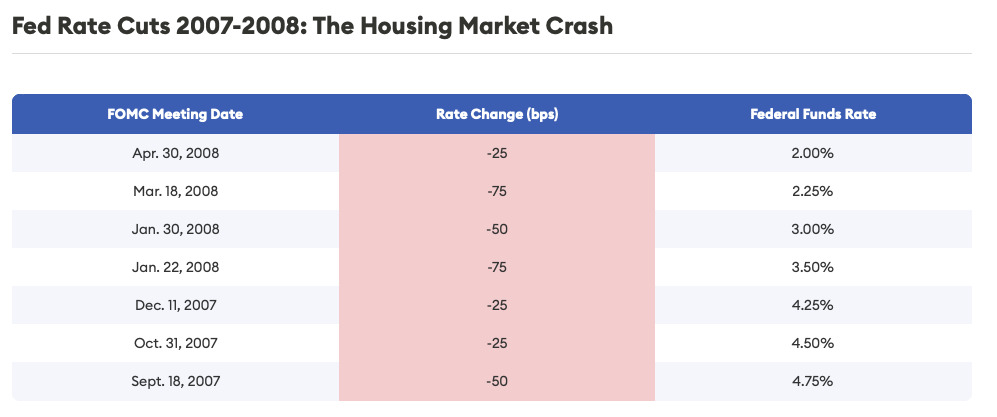 Fed Rate Cuts 2007-2008: The Housing Market Crash
FOMC Meeting Date Rate Change (bps) Federal Funds Rate
Apr. 30, 2008 -25 2.00%
Mar. 18, 2008 -75 2.25%
Jan. 30, 2008 -50 3.00%
Jan. 22, 2008 -75 3.50%
Dec. 11, 2007 -25 4.25%
Oct. 31, 2007 -25 4.50%
Sept. 18, 2007 -50 4.75%